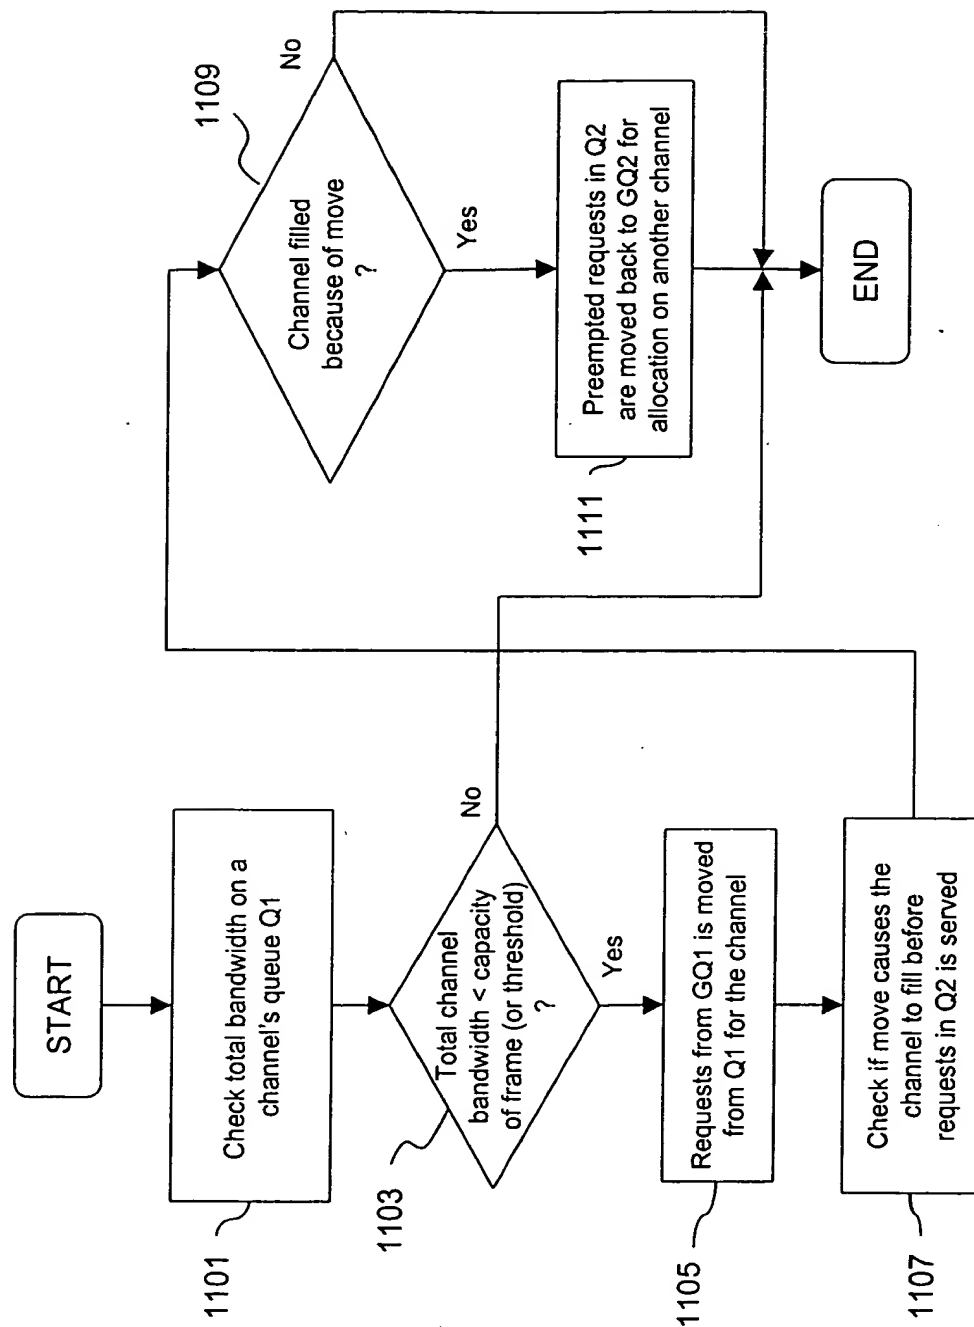 START
Check total bandwidth on a
channel's queue Q1
1101
Total channel
bandwidth < capacity
of frame (or threshold)
?
1103
No
Yes
Requests from GQ1 is moved
from Q1 for the channel
1105
Check if move causes the
channel to fill before
requests in Q2 is served
1107
Channel filled
because of move
?
1109
No
Yes
Preempted requests in Q2
are moved back to GQ2 for
allocation on another channel
1111
END